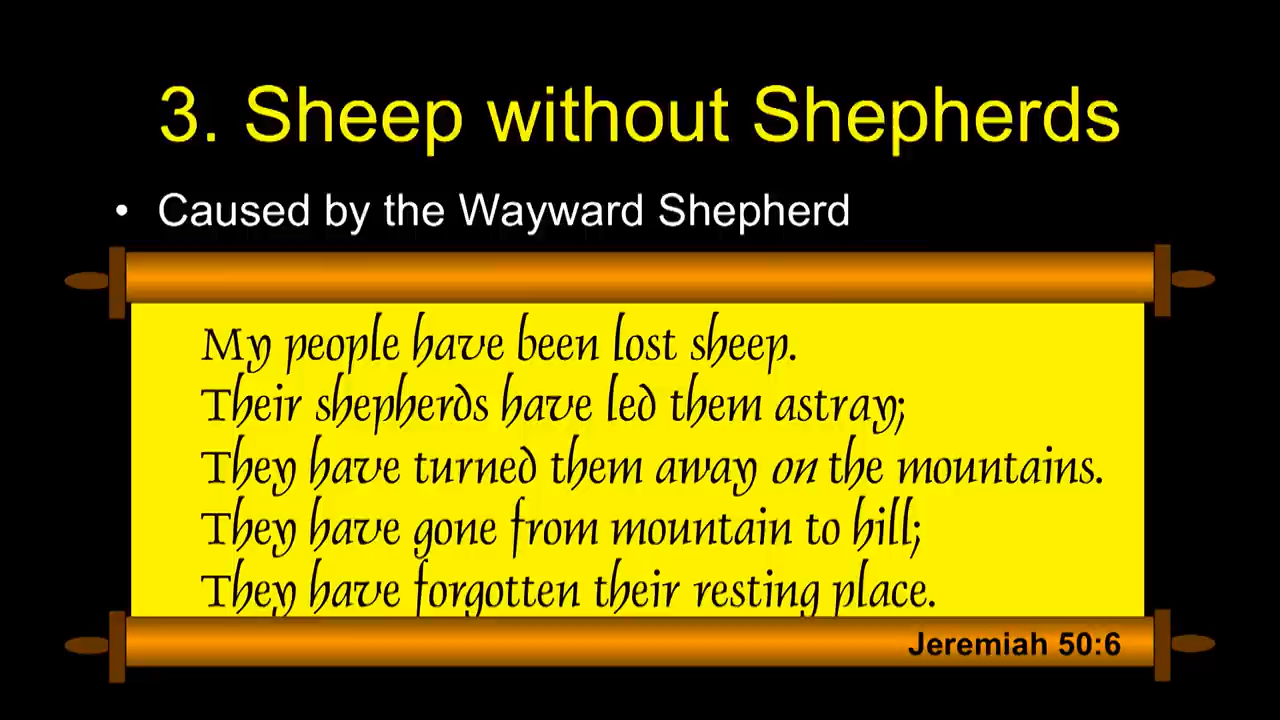 3. Sheep without Shepherds
• Caused by the Wayward Shepherd
My people have been lost sheep.
Their shepherds have led them astray;
They have turned them away on the mountains.
They have gone from mountain to hill;
They have forgotten their resting place.
Jeremiah 50:6